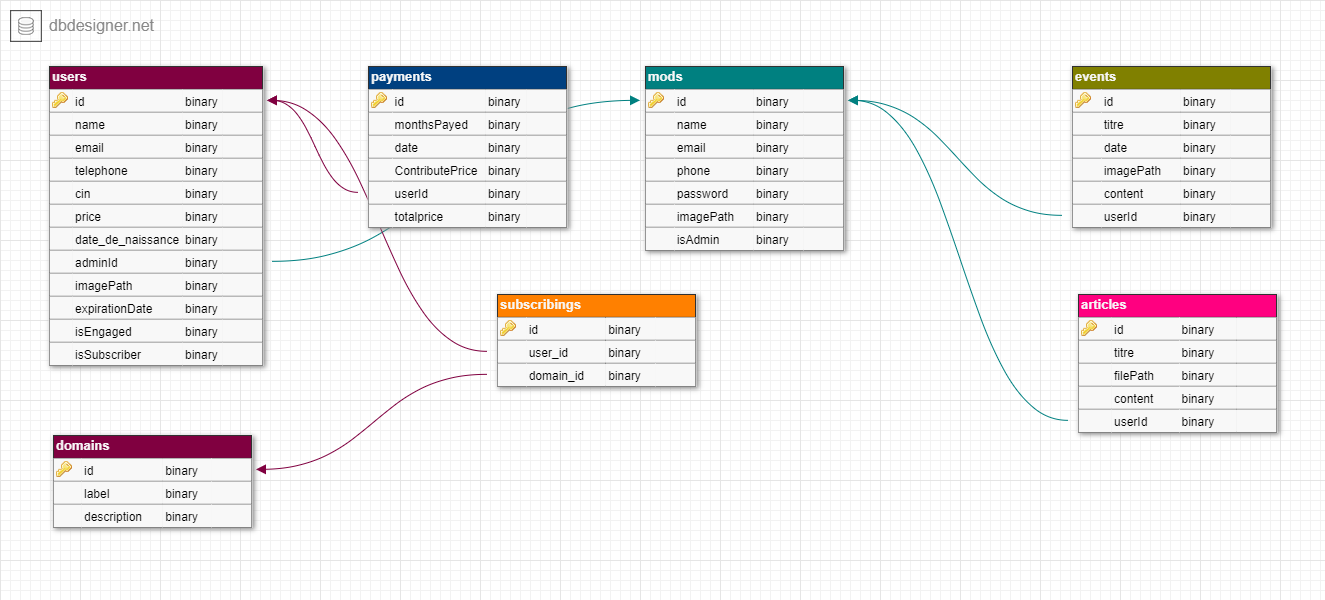 dbdesigner.net
users
id binary
name binary
email binary
telephone binary
cin binary
price binary
date_de_naissance binary
adminId binary
imagePath binary
expirationDate binary
isEngaged binary
isSubscriber binary
payments
id binary
monthsPayed binary
date binary
ContributePrice binary
userId binary
totalprice binary
mods
id binary
name binary
email binary
phone binary
password binary
imagePath binary
isAdmin binary
events
id binary
titre binary
date binary
imagePath binary
content binary
userId binary
subscribings
id binary
user_id binary
domain_id binary
articles
id binary
titre binary
filePath binary
content binary
userId binary
domains
id binary
label binary
description binary